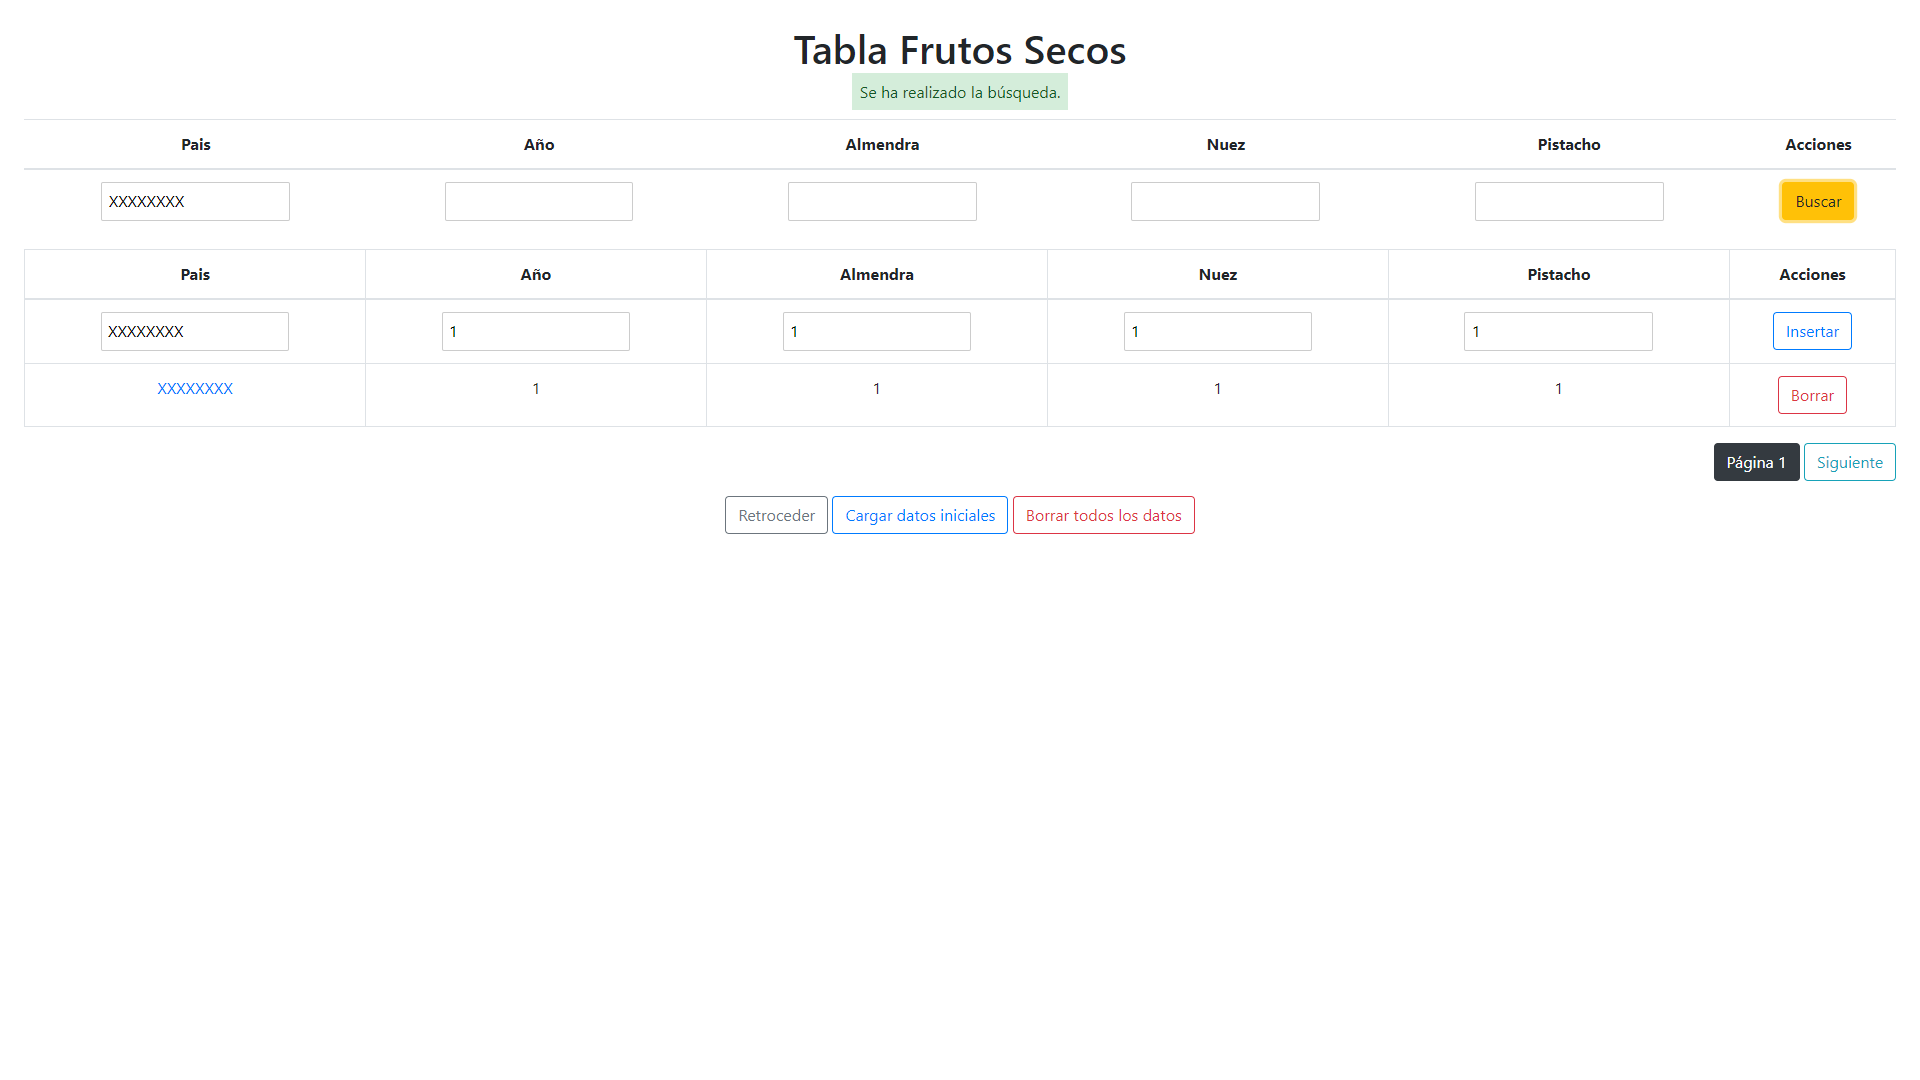 Tabla Frutos Secos
Se ha realizado la búsqueda.
Pais Año Almendra Nuez Pistacho Acciones
XXXXXXXX Buscar
Pais Año Almendra Nuez Pistacho Acciones
XXXXXXXX 1 1 1 1 Insertar
XXXXXXXX 1 1 1 1 Borrar
Página 1 Siguiente
Retroceder Cargar datos iniciales Borrar todos los datos